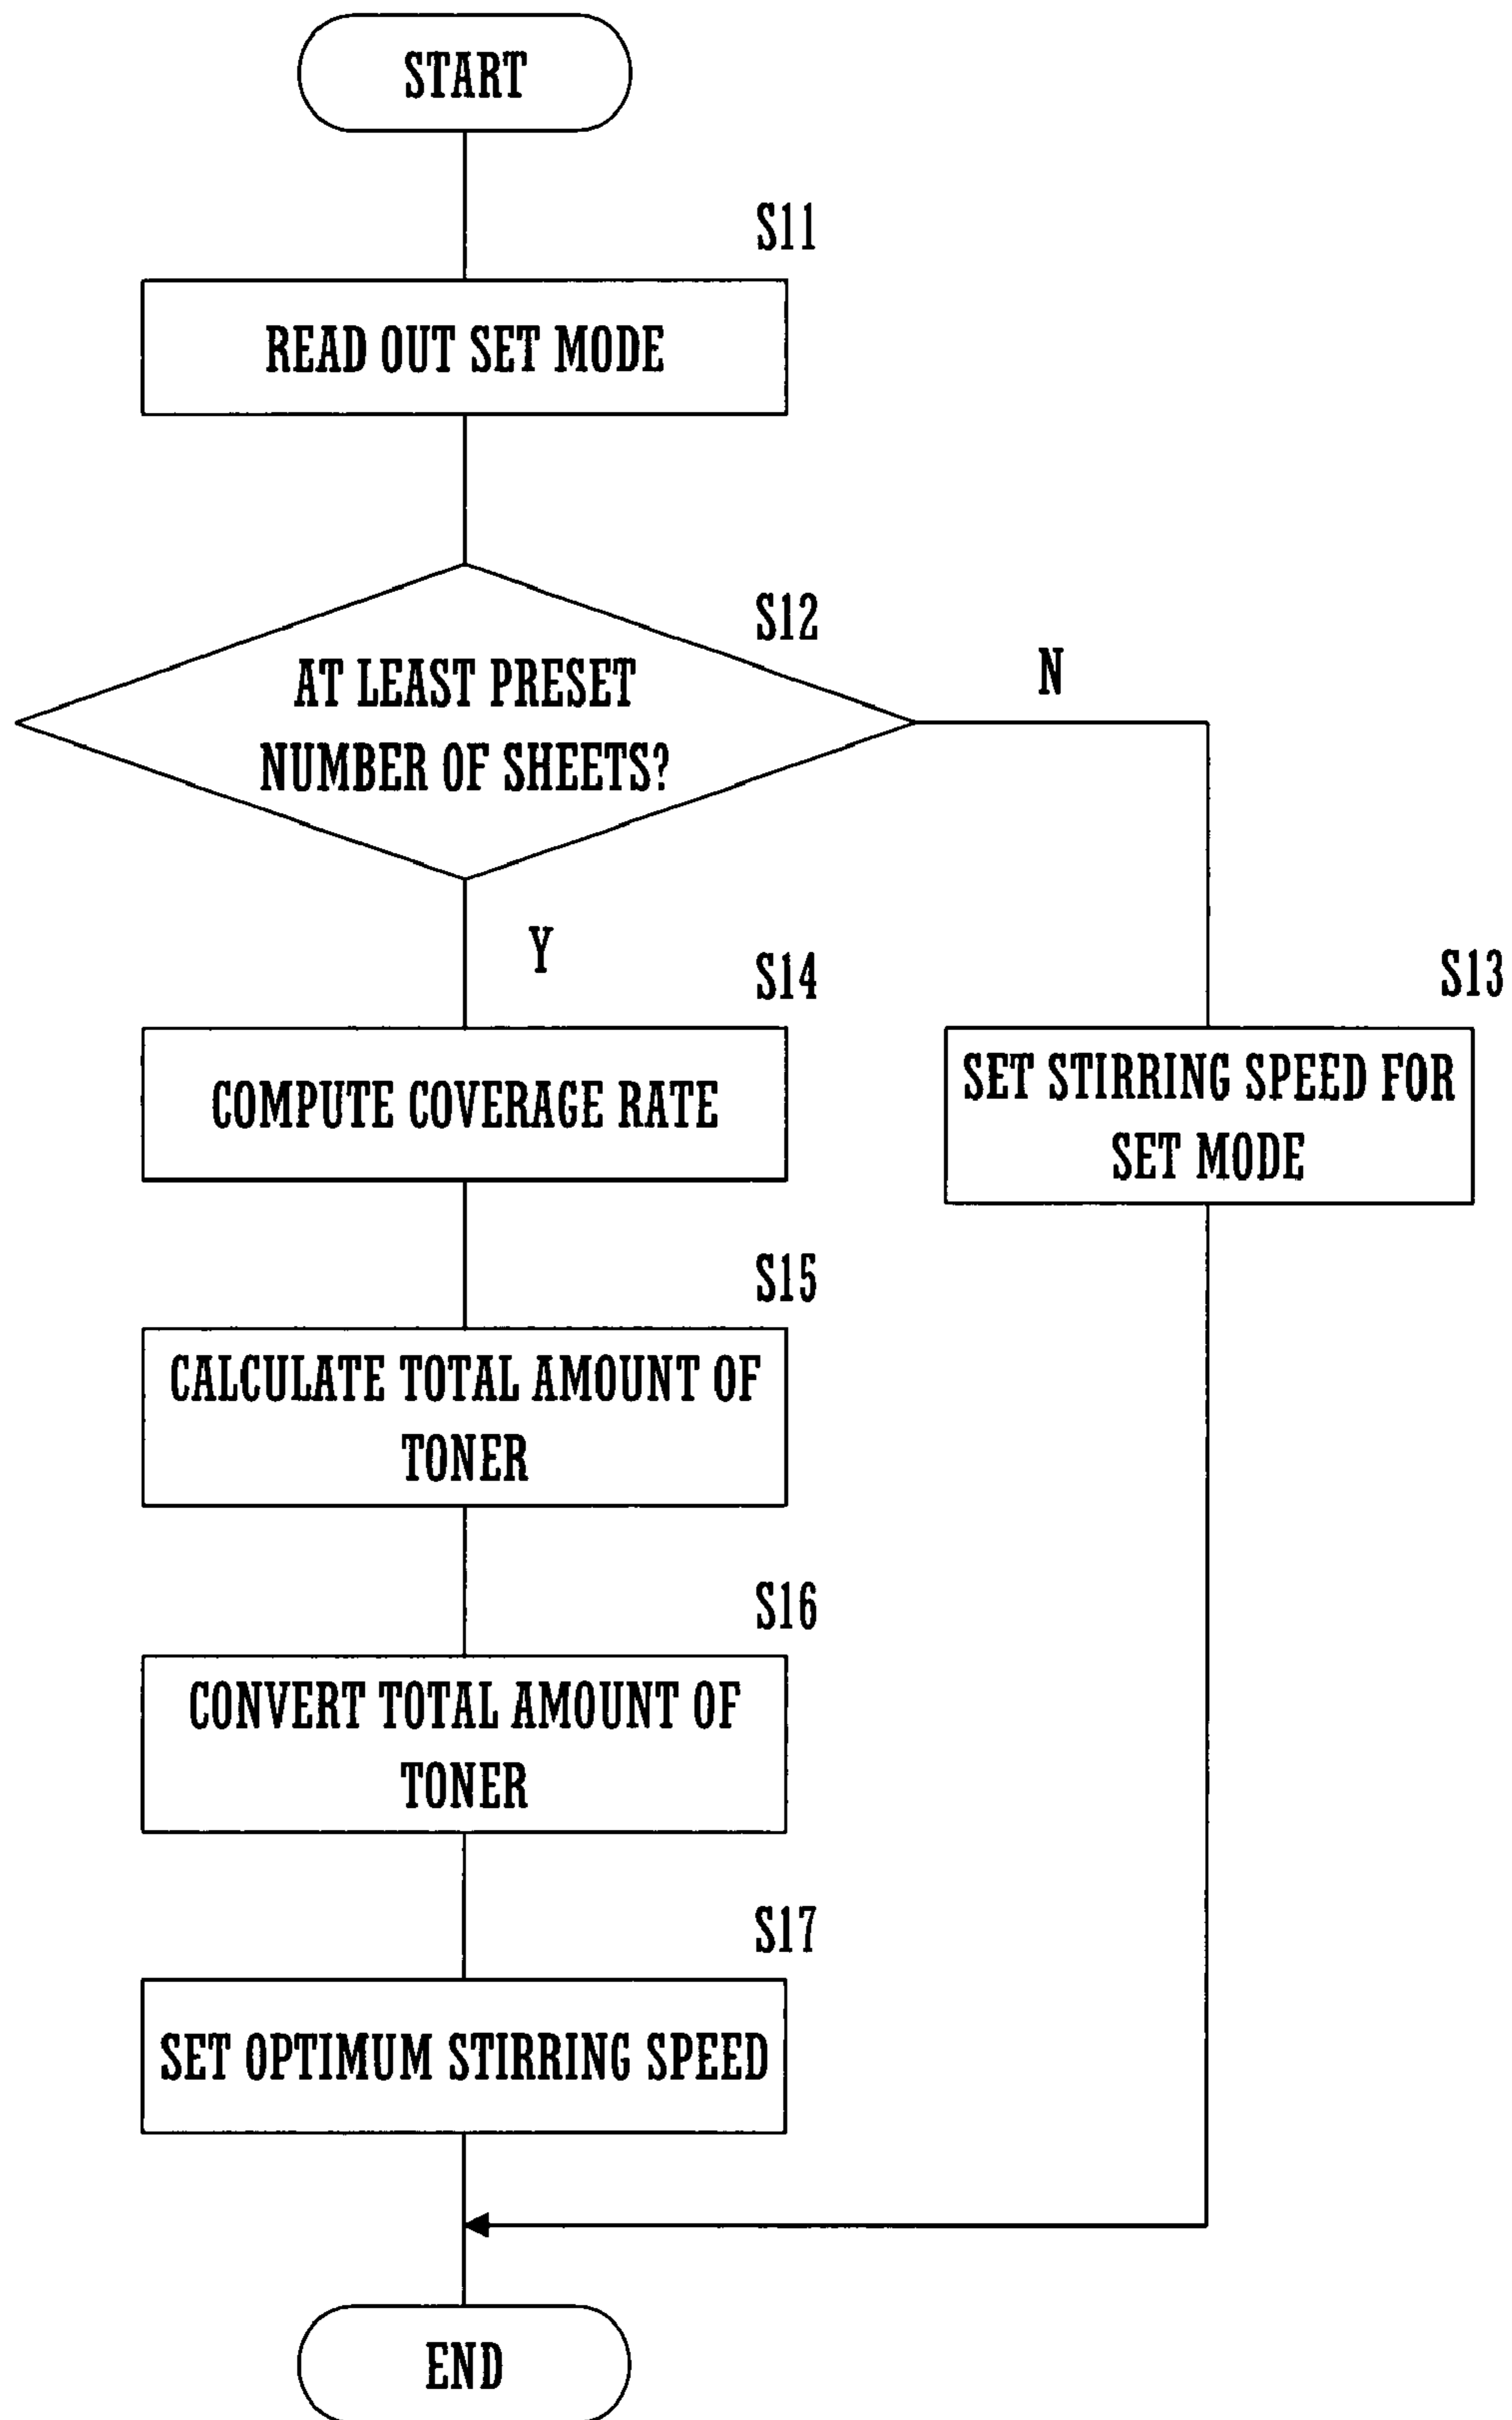 START
S11
READ OUT SET MODE
S12
AT LEAST PRESET
NUMBER OF SHEETS?
N
Y
S14
COMPUTE COVERAGE RATE
S13
SET STIRRING SPEED FOR
SET MODE
S15
CALCULATE TOTAL AMOUNT OF
TONER
S16
CONVERT TOTAL AMOUNT OF
TONER
S17
SET OPTIMUM STIRRING SPEED
END